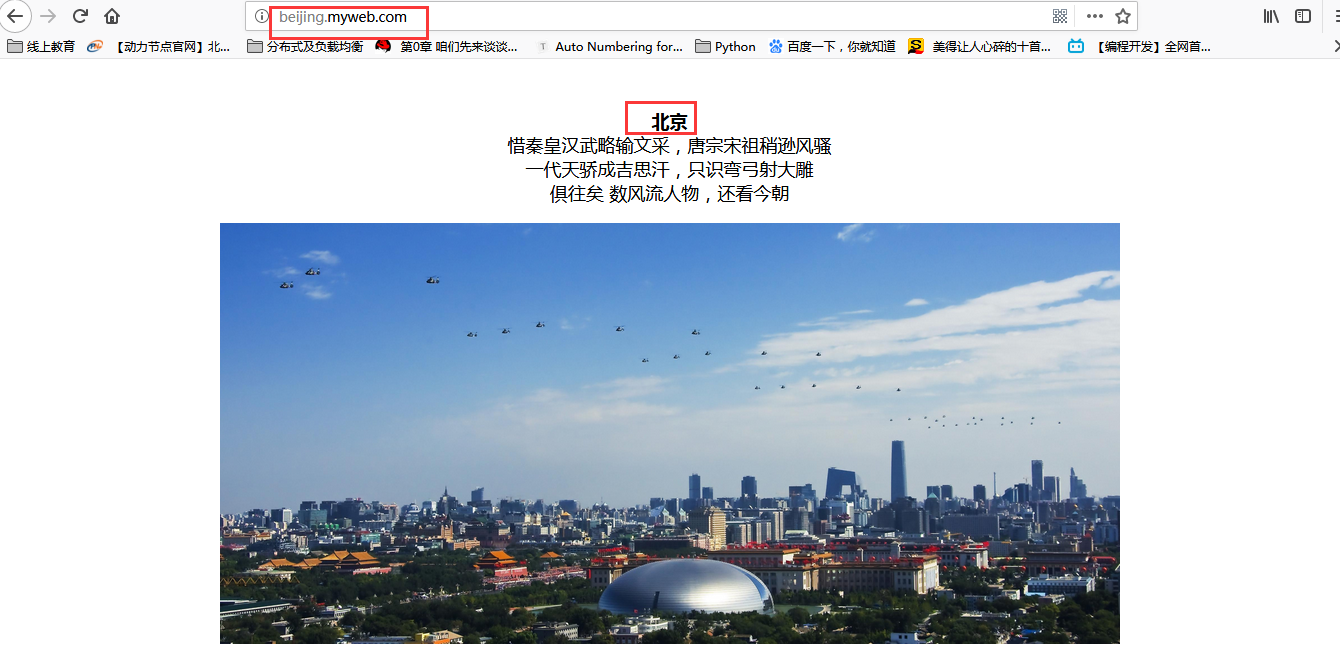 beijing.myweb.com
线上教育 【动力节点官网】北... 分布式及负载均衡 第0章 咱们先来谈谈... T Auto Numbering for... Python 百度一下，你就知道 S 美得让人心碎的十首... 【编程开发】全网首...
北京
惜秦皇汉武略输文采，唐宗宋祖稍逊风骚
一代天骄成吉思汗，只识弯弓射大雕
俱往矣 数风流人物，还看今朝